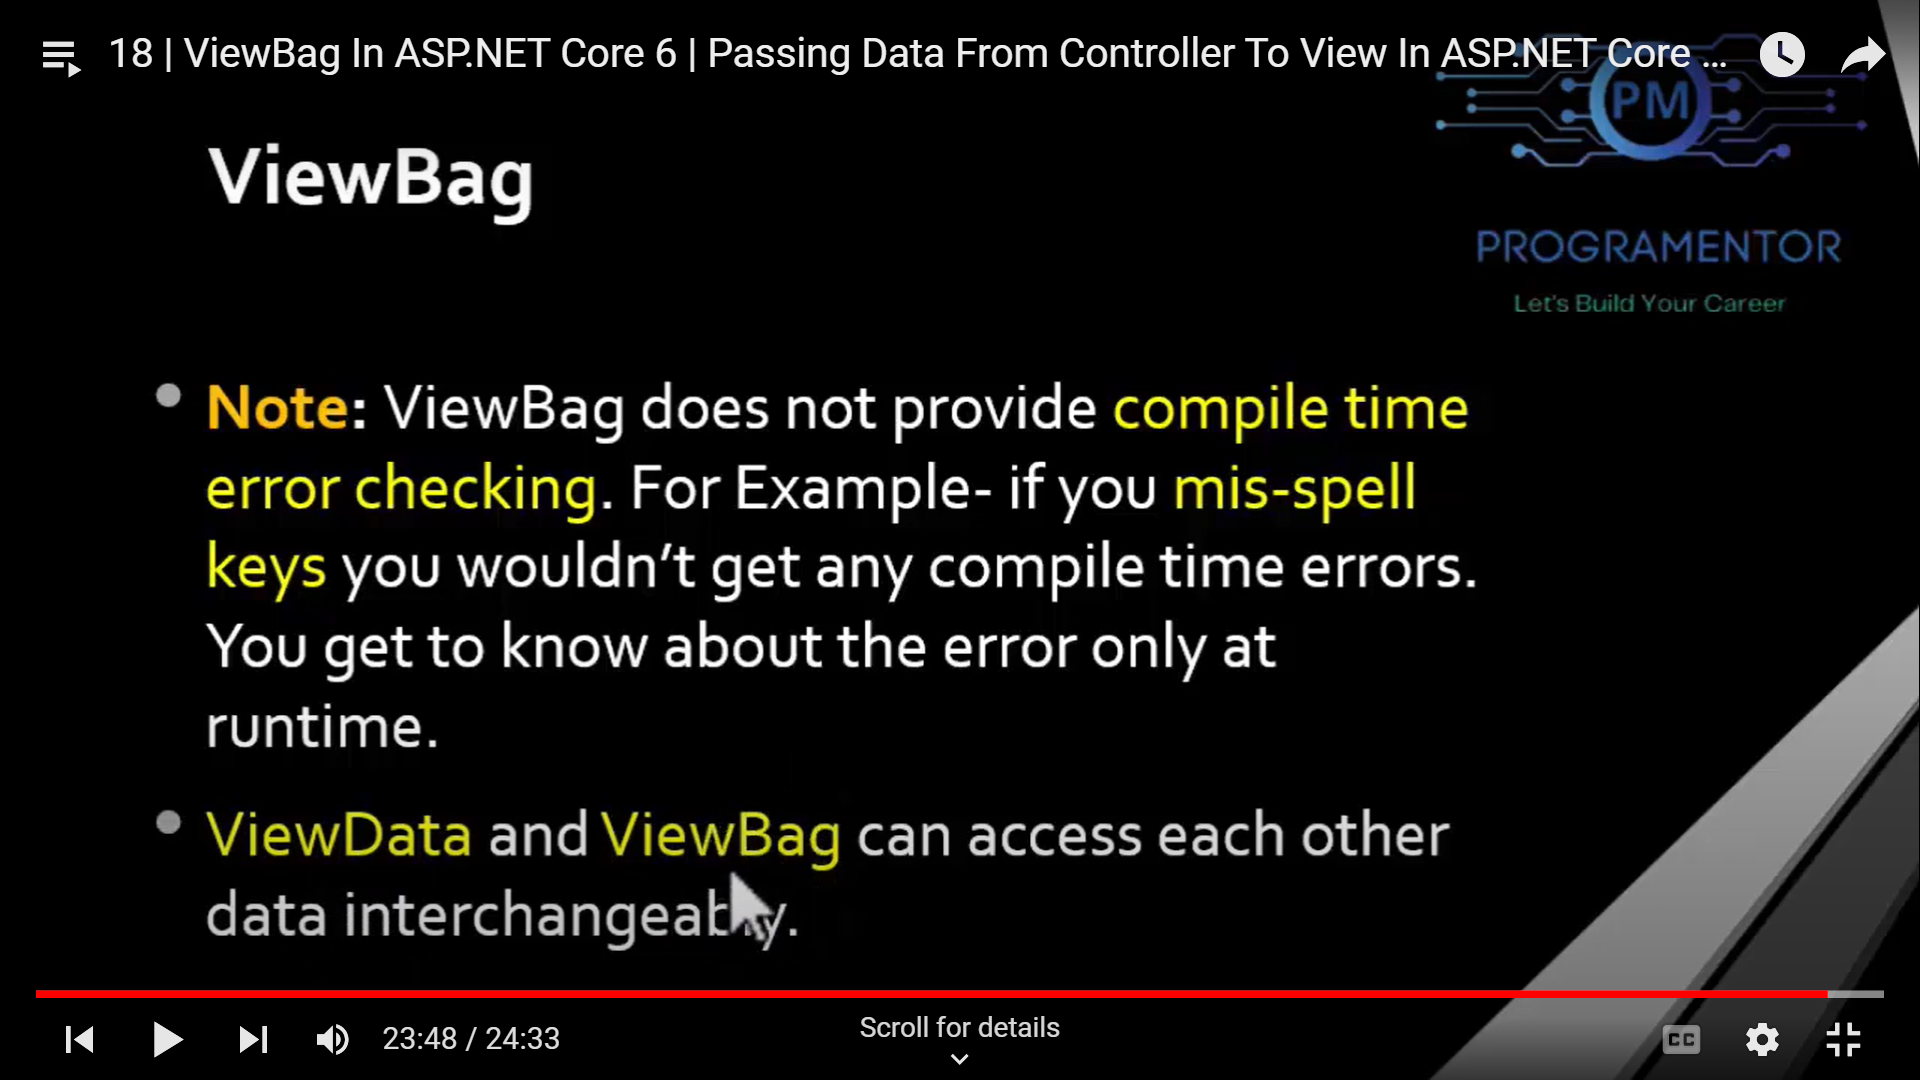 18 | ViewBag In ASP.NET Core 6 | Passing Data From Controller To View In ASP.NET Core ...
PM
ViewBag
PROGRAMENTOR
Let's Build Your Career
• Note: ViewBag does not provide compile time
error checking. For Example- if you mis-spell
keys you wouldn't get any compile time errors.
You get to know about the error only at
runtime.
• ViewData and ViewBag can access each other
data interchangeably.
23:48 / 24:33
Scroll for details
CC